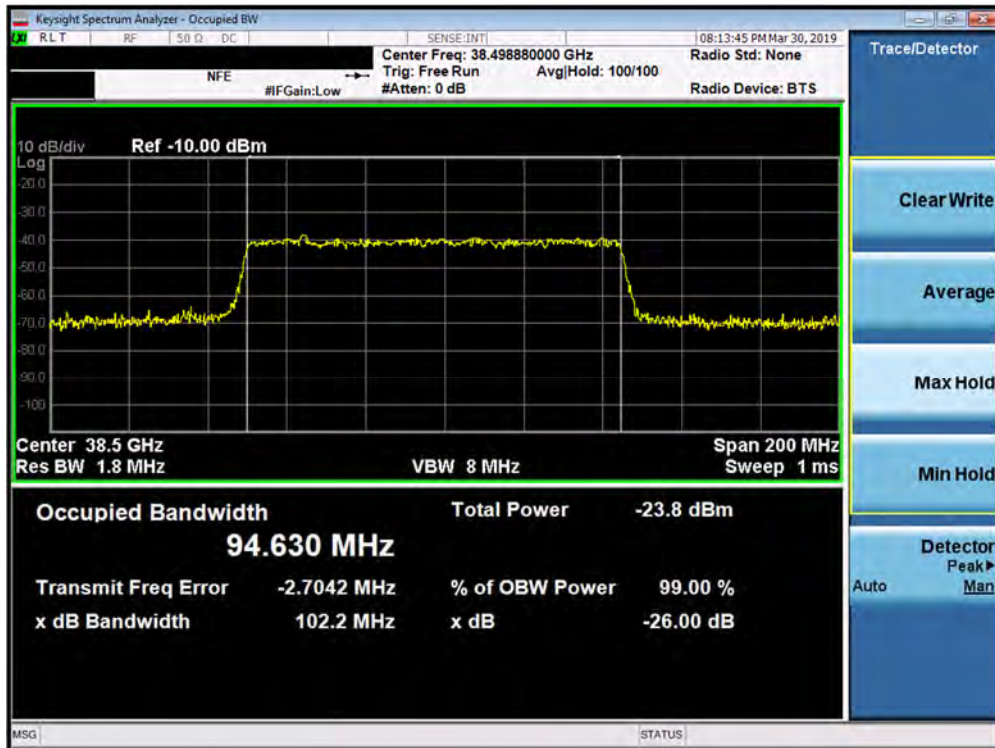 Keysight Spectrum Analyzer - Occupied BW
RLT RF 50 Ω DC SENSE:INT 08:13:45 PM Mar 30, 2019
Center Freq: 38.498880000 GHz Radio Std: None
NFE Trig: Free Run Avg|Hold: 100/100
#IFGain:Low #Atten: 0 dB Radio Device: BTS
Trace/Detector
10 dB/div Ref -10.00 dBm
Log
-20.0
-30.0
-40.0
-50.0
-60.0
-70.0
-80.0
-90.0
-100
Center 38.5 GHz Span 200 MHz
Res BW 1.8 MHz VBW 8 MHz Sweep 1 ms
Occupied Bandwidth Total Power -23.8 dBm
94.630 MHz
Transmit Freq Error -2.7042 MHz % of OBW Power 99.00 %
x dB Bandwidth 102.2 MHz x dB -26.00 dB
Clear Write
Average
Max Hold
Min Hold
Detector
Peak▶
Auto Man
MSG STATUS